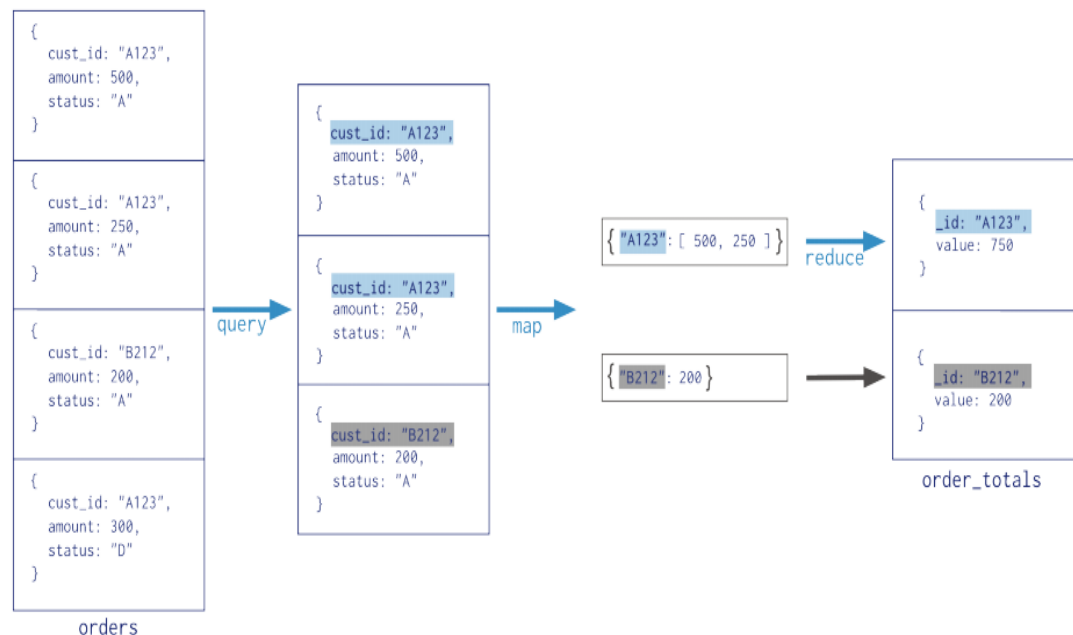 {
cust_id: "A123",
amount: 500,
status: "A"
}
{
cust_id: "A123",
amount: 250,
status: "A"
}
{
cust_id: "B212",
amount: 200,
status: "A"
}
{
cust_id: "A123",
amount: 300,
status: "D"
}
orders
query
{
cust_id: "A123",
amount: 500,
status: "A"
}
{
cust_id: "A123",
amount: 250,
status: "A"
}
{
cust_id: "B212",
amount: 200,
status: "A"
}
map
{ "A123": [ 500, 250 ] }
{ "B212": 200 }
reduce
{
_id: "A123",
value: 750
}
{
_id: "B212",
value: 200
}
order_totals